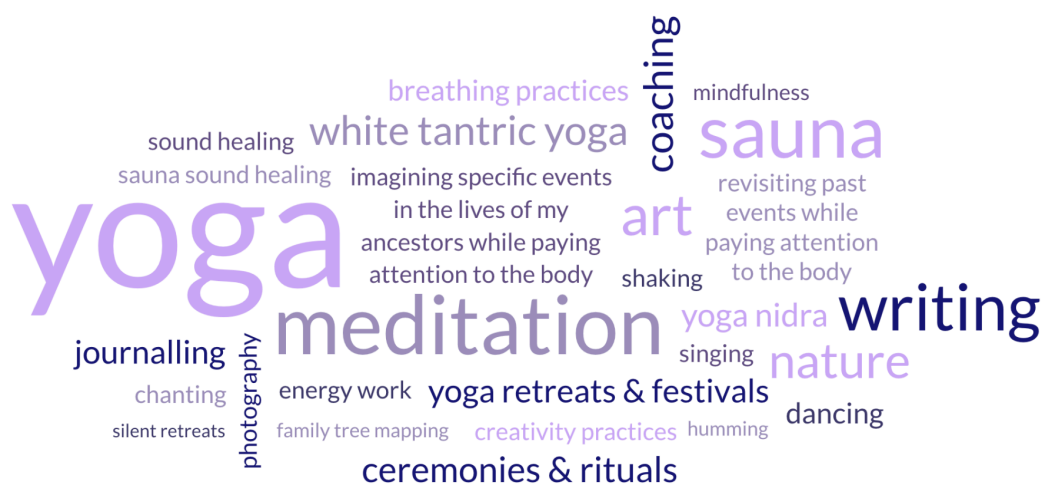 coaching
breathing practices
mindfulness
white tantric yoga
sauna
sound healing
sauna sound healing
imagining specific events
in the lives of my
ancestors while paying
attention to the body
revisiting past
events while
paying attention
to the body
yoga
art
shaking
meditation
yoga nidra
writing
journalling
photography
singing
nature
chanting
energy work
yoga retreats & festivals
dancing
silent retreats
family tree mapping
creativity practices
humming
ceremonies & rituals